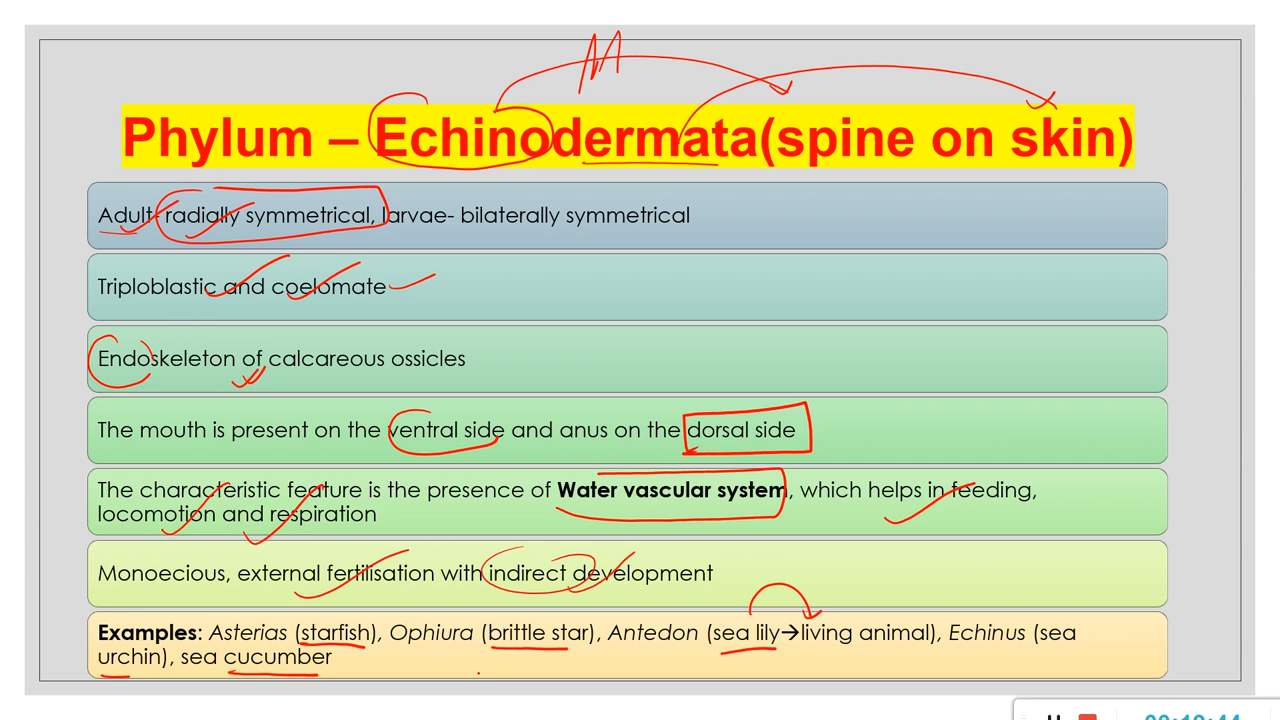 Phylum – Echinodermata(spine on skin)
Adult- radially symmetrical, larvae- bilaterally symmetrical
Triploblastic and coelomate
Endoskeleton of calcareous ossicles
The mouth is present on the ventral side and anus on the dorsal side
The characteristic feature is the presence of Water vascular system, which helps in feeding,
locomotion and respiration
Monoecious, external fertilisation with indirect development
Examples: Asterias (starfish), Ophiura (brittle star), Antedon (sea lily→living animal), Echinus (sea
urchin), sea cucumber